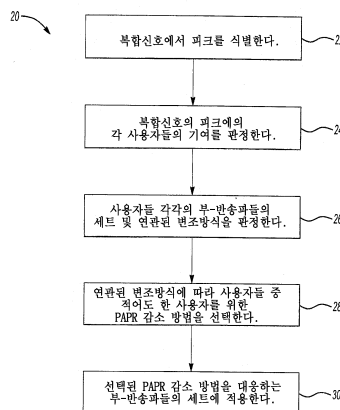 20
복합신호에서 피크를 식별한다.
복합신호의 피크에의
각 사용자들의 기여를 판정한다.
24
사용자들 각각의 부-반송파들의
세트 및 연관된 변조방식을 판정한다.
26
연관된 변조방식에 따라 사용자들 중
적어도 한 사용자를 위한
PAPR 감소 방법을 선택한다.
28
선택된 PAPR 감소 방법을 대응하는
부-반송파들의 세트에 적용한다.
30